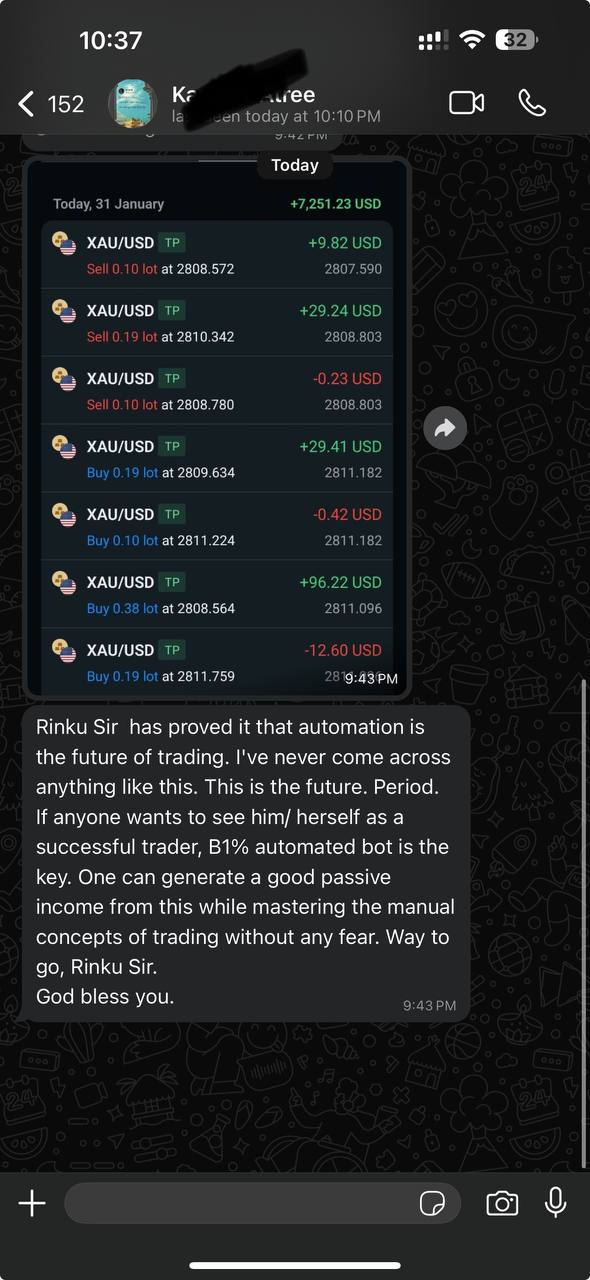 10:37
32
152
Ka Atree
last seen today at 10:10 PM
9:42 PM
Today
Today, 31 January +7,251.23 USD
XAU/USD TP +9.82 USD
Sell 0.10 lot at 2808.572 2807.590
XAU/USD TP +29.24 USD
Sell 0.19 lot at 2810.342 2808.803
XAU/USD TP -0.23 USD
Sell 0.10 lot at 2808.780 2808.803
XAU/USD TP +29.41 USD
Buy 0.19 lot at 2809.634 2811.182
XAU/USD TP -0.42 USD
Buy 0.10 lot at 2811.224 2811.182
XAU/USD TP +96.22 USD
Buy 0.38 lot at 2808.564 2811.096
XAU/USD TP -12.60 USD
Buy 0.19 lot at 2811.759
9:43 PM
Rinku Sir  has proved it that automation is
the future of trading. I've never come across
anything like this. This is the future. Period.
If anyone wants to see him/ herself as a
successful trader, B1% automated bot is the
key. One can generate a good passive
income from this while mastering the manual
concepts of trading without any fear. Way to
go, Rinku Sir.
God bless you.
9:43 PM